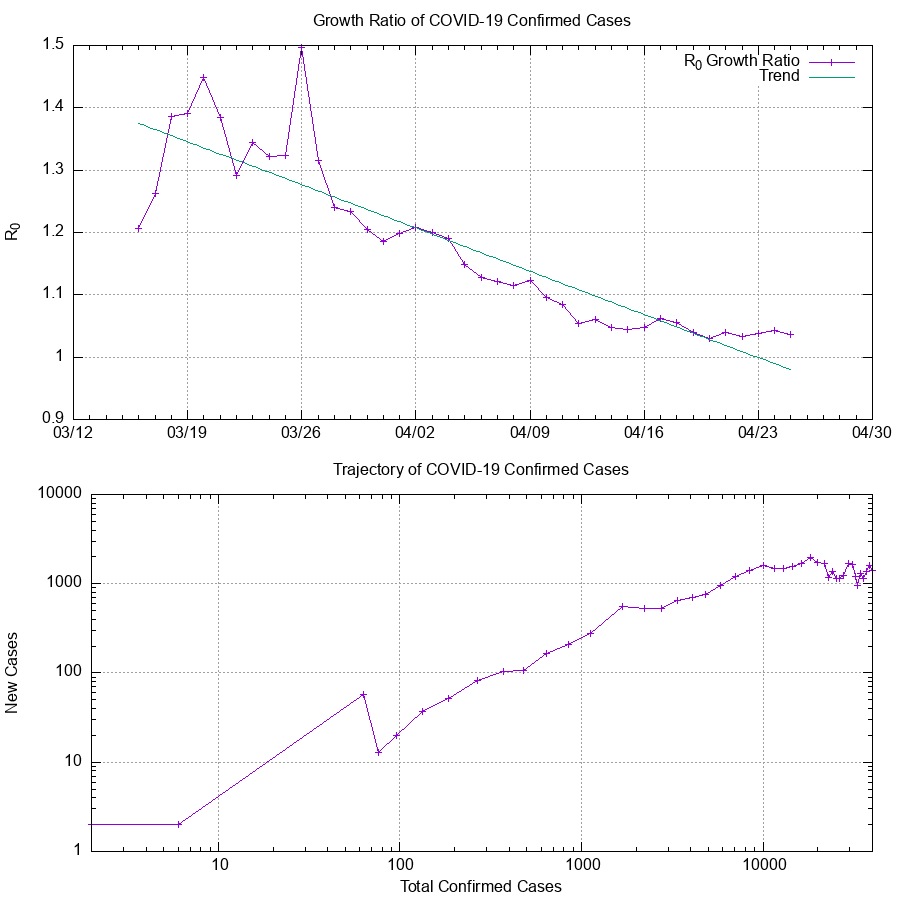 Growth Ratio of COVID-19 Confirmed Cases
1.5
1.4
1.3
1.2
1.1
1
0.9
R0
R0 Growth Ratio
Trend
03/12 03/19 03/26 04/02 04/09 04/16 04/23 04/30
Trajectory of COVID-19 Confirmed Cases
10000
1000
100
10
1
New Cases
10 100 1000 10000
Total Confirmed Cases